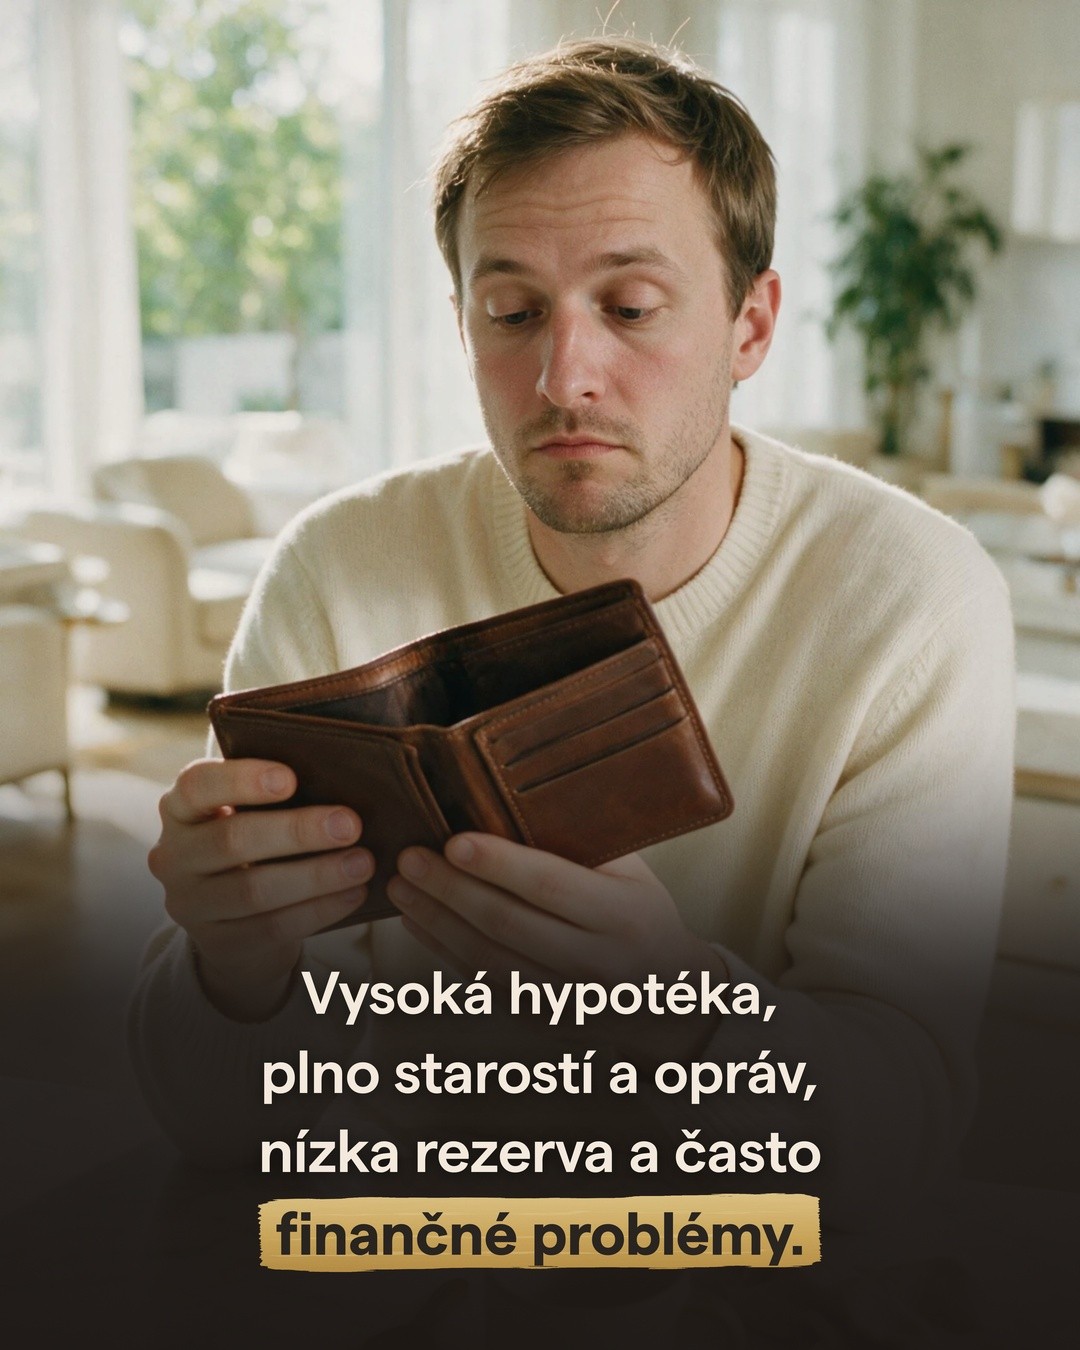 Vysoká hypotéka,
plno starostí a opráv,
nízka rezerva a často
finančné problémy.